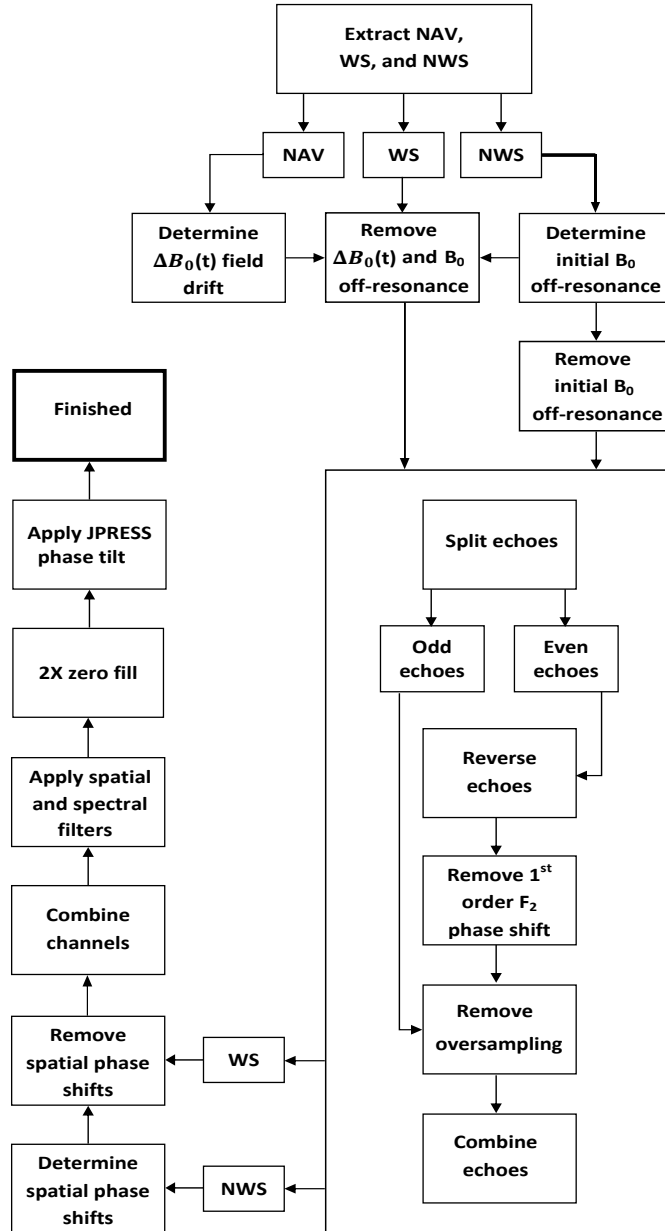 Extract NAV,
WS, and NWS
NAV
WS
NWS
Determine
ΔB₀(t) field
drift
Remove
ΔB₀(t) and B₀
off-resonance
Determine
initial B₀
off-resonance
Remove
initial B₀
off-resonance
Finished
Apply JPRESS
phase tilt
2X zero fill
Apply spatial
and spectral
filters
Combine
channels
Remove
spatial phase
shifts
Determine
spatial phase
shifts
WS
NWS
Split echoes
Odd
echoes
Even
echoes
Reverse
echoes
Remove 1ˢᵗ
order F₂
phase shift
Remove
oversampling
Combine
echoes